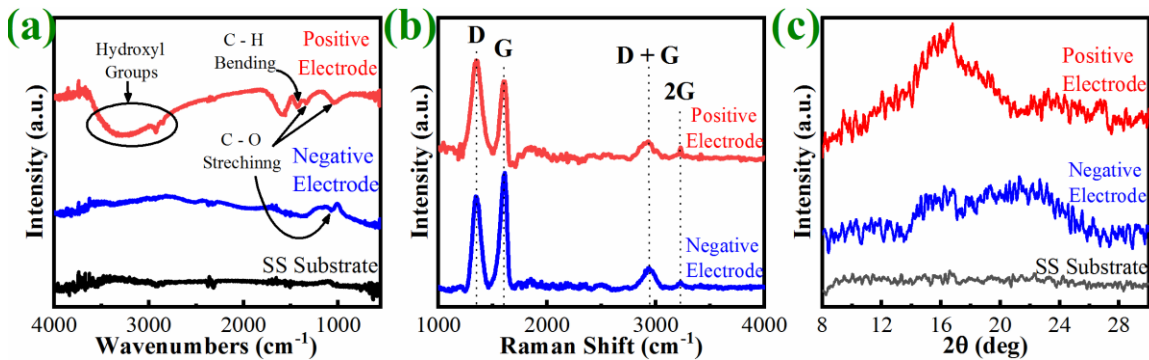 (a)
Hydroxyl
Groups
C - H
Bending
Positive
Electrode
C - O
Strechinng
Negative
Electrode
SS Substrate
Intensity (a.u.)
4000 3000 2000 1000
Wavenumbers (cm⁻¹)
(b)
D
G
D + G
2G
Positive
Electrode
Negative
Electrode
Intensity (a.u.)
1000 2000 3000 4000
Raman Shift (cm⁻¹)
(c)
Positive
Electrode
Negative
Electrode
SS Substrate
Intensity (a.u.)
8 12 16 20 24 28
2θ (deg)